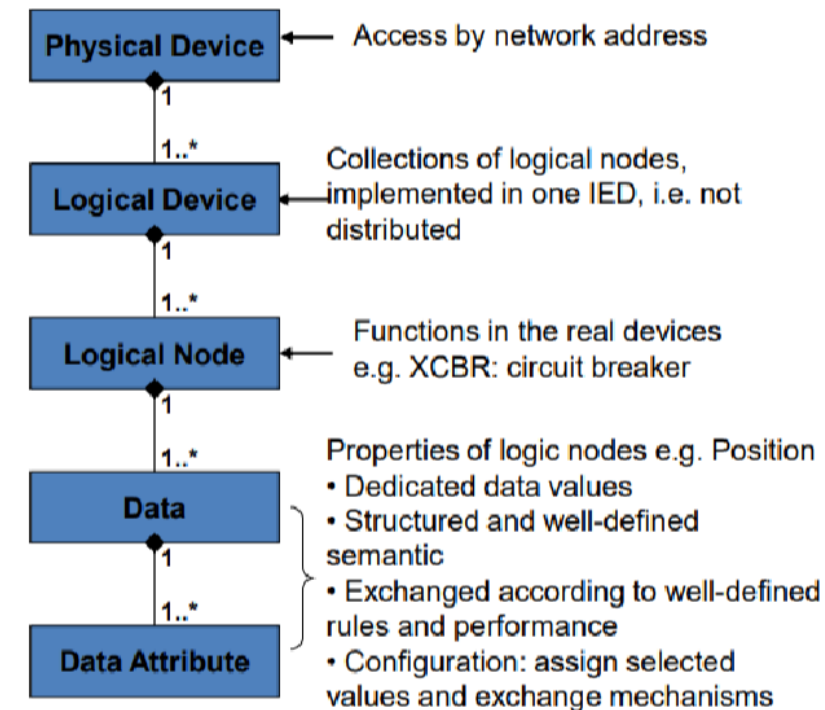 Physical Device
Access by network address
1
1..*
Logical Device
Collections of logical nodes,
implemented in one IED, i.e. not
distributed
1
1..*
Logical Node
Functions in the real devices
e.g. XCBR: circuit breaker
1
1..*
Data
Properties of logic nodes e.g. Position
• Dedicated data values
• Structured and well-defined
semantic
• Exchanged according to well-defined
rules and performance
• Configuration: assign selected
values and exchange mechanisms
1
1..*
Data Attribute